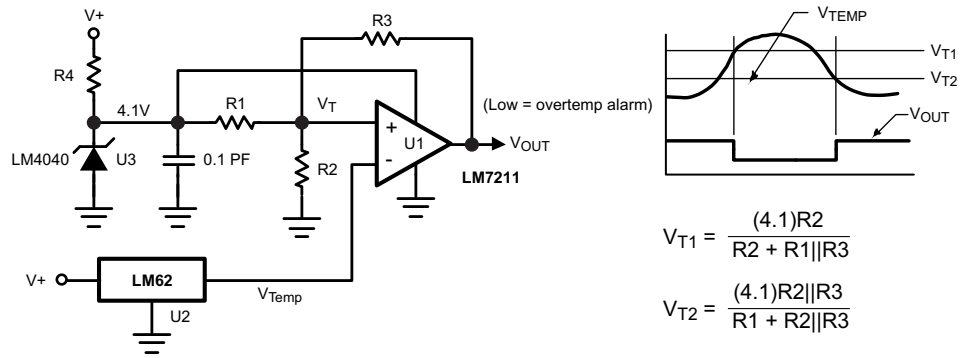 V+
R3
R4
4.1V
R1
VT
LM4040
U3
0.1 PF
R2
+
-
U1
VOUT
LM7211
(Low = overtemp alarm)
V+
LM62
VTemp
U2
VTEMP
VT1
VT2
VOUT
VT1 = (4.1)R2 / R2 + R1||R3
VT2 = (4.1)R2||R3 / R1 + R2||R3